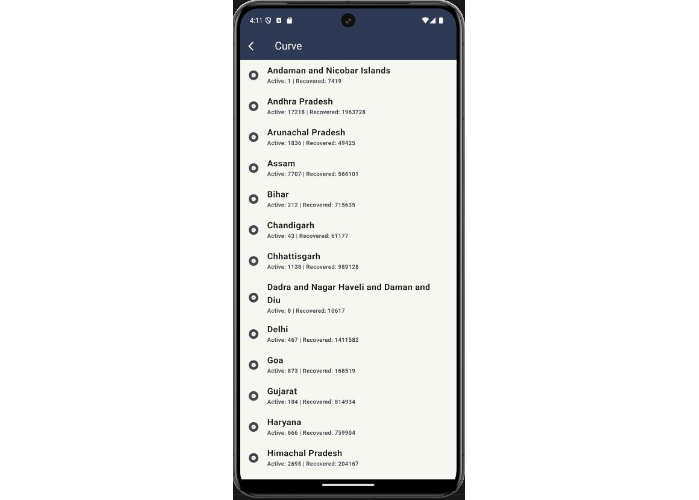 4:11
Curve
Andaman and Nicobar Islands
Active: 1 | Recovered: 7419
Andhra Pradesh
Active: 17218 | Recovered: 1963728
Arunachal Pradesh
Active: 1836 | Recovered: 49425
Assam
Active: 7707 | Recovered: 566101
Bihar
Active: 212 | Recovered: 715635
Chandigarh
Active: 43 | Recovered: 61177
Chhattisgarh
Active: 1138 | Recovered: 989128
Dadra and Nagar Haveli and Daman and
Diu
Active: 8 | Recovered: 10617
Delhi
Active: 467 | Recovered: 1411582
Goa
Active: 873 | Recovered: 168519
Gujarat
Active: 184 | Recovered: 814934
Haryana
Active: 666 | Recovered: 759904
Himachal Pradesh
Active: 2695 | Recovered: 204167